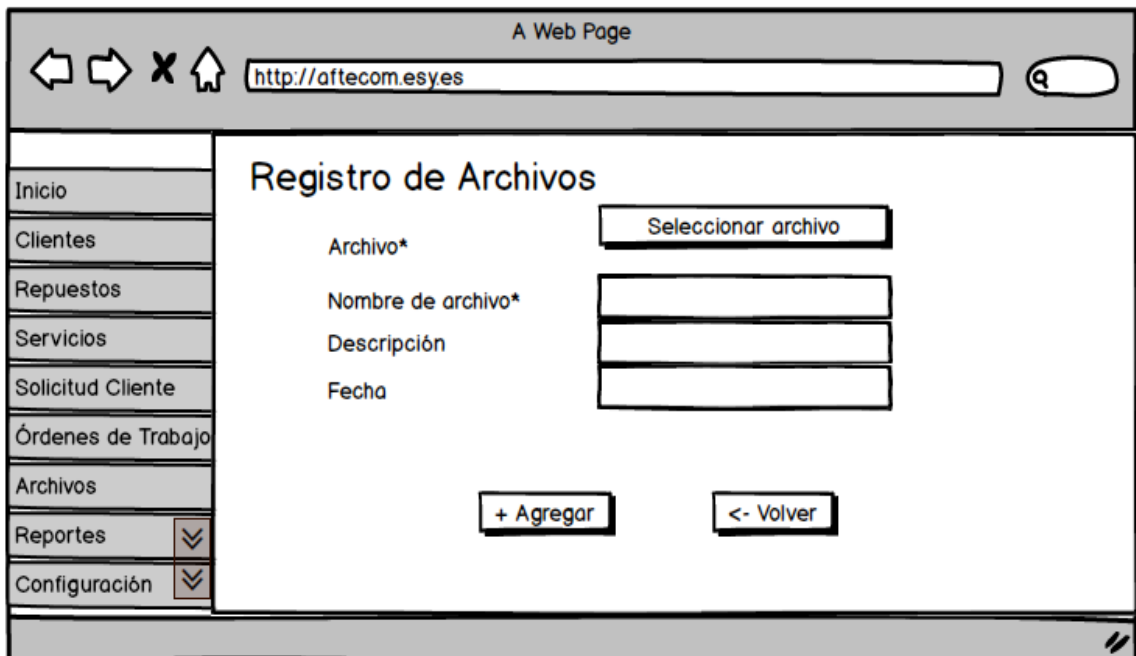 A Web Page
http://aftecom.esy.es
Inicio
Clientes
Repuestos
Servicios
Solicitud Cliente
Órdenes de Trabajo
Archivos
Reportes
Configuración
Registro de Archivos
Archivo*
Seleccionar archivo
Nombre de archivo*
Descripción
Fecha
+ Agregar
<- Volver